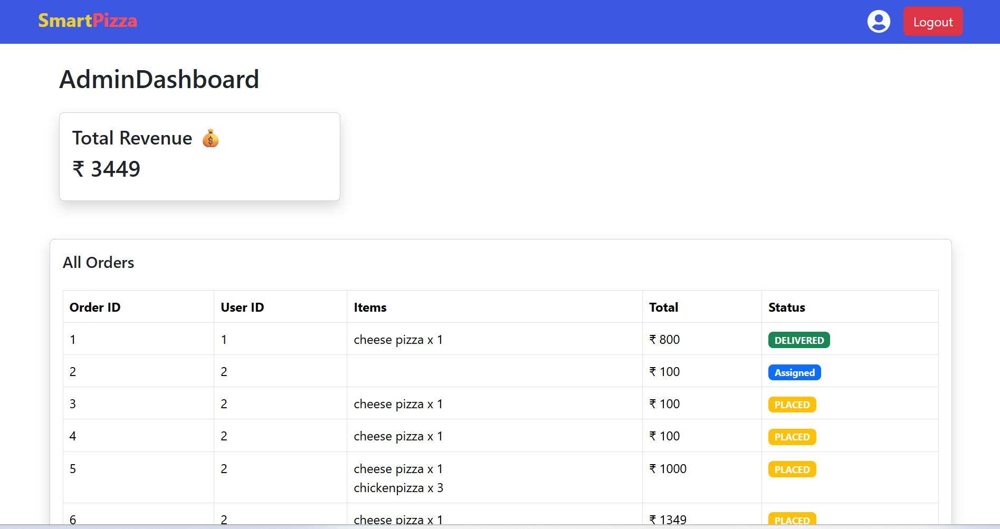 SmartPizza
Logout
AdminDashboard
Total Revenue 💰
₹ 3449
All Orders
Order ID User ID Items Total Status
1 1 cheese pizza x 1 ₹ 800 DELIVERED
2 2 ₹ 100 Assigned
3 2 cheese pizza x 1 ₹ 100 PLACED
4 2 cheese pizza x 1 ₹ 100 PLACED
5 2 cheese pizza x 1 ₹ 1000 PLACED
chickenpizza x 3
6 2 cheese pizza x 1 ₹ 1349 PLACED